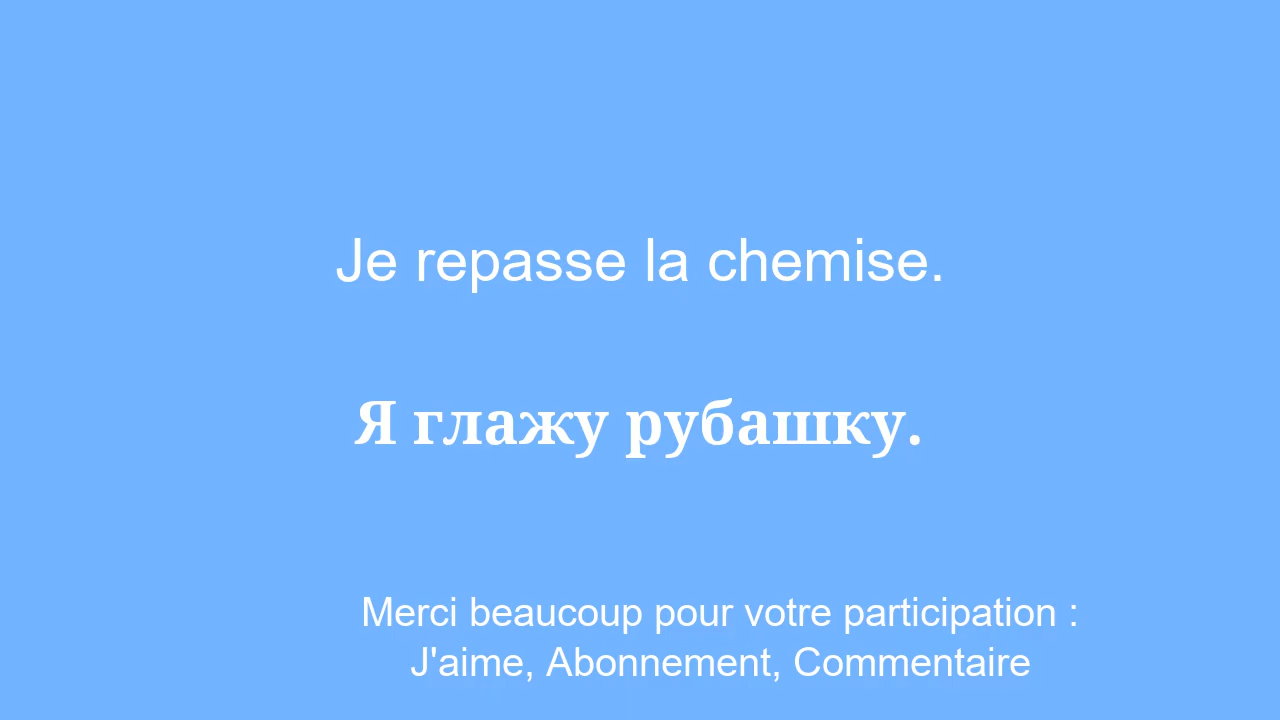 Je repasse la chemise.
Я глажу рубашку.
Merci beaucoup pour votre participation :
J'aime, Abonnement, Commentaire